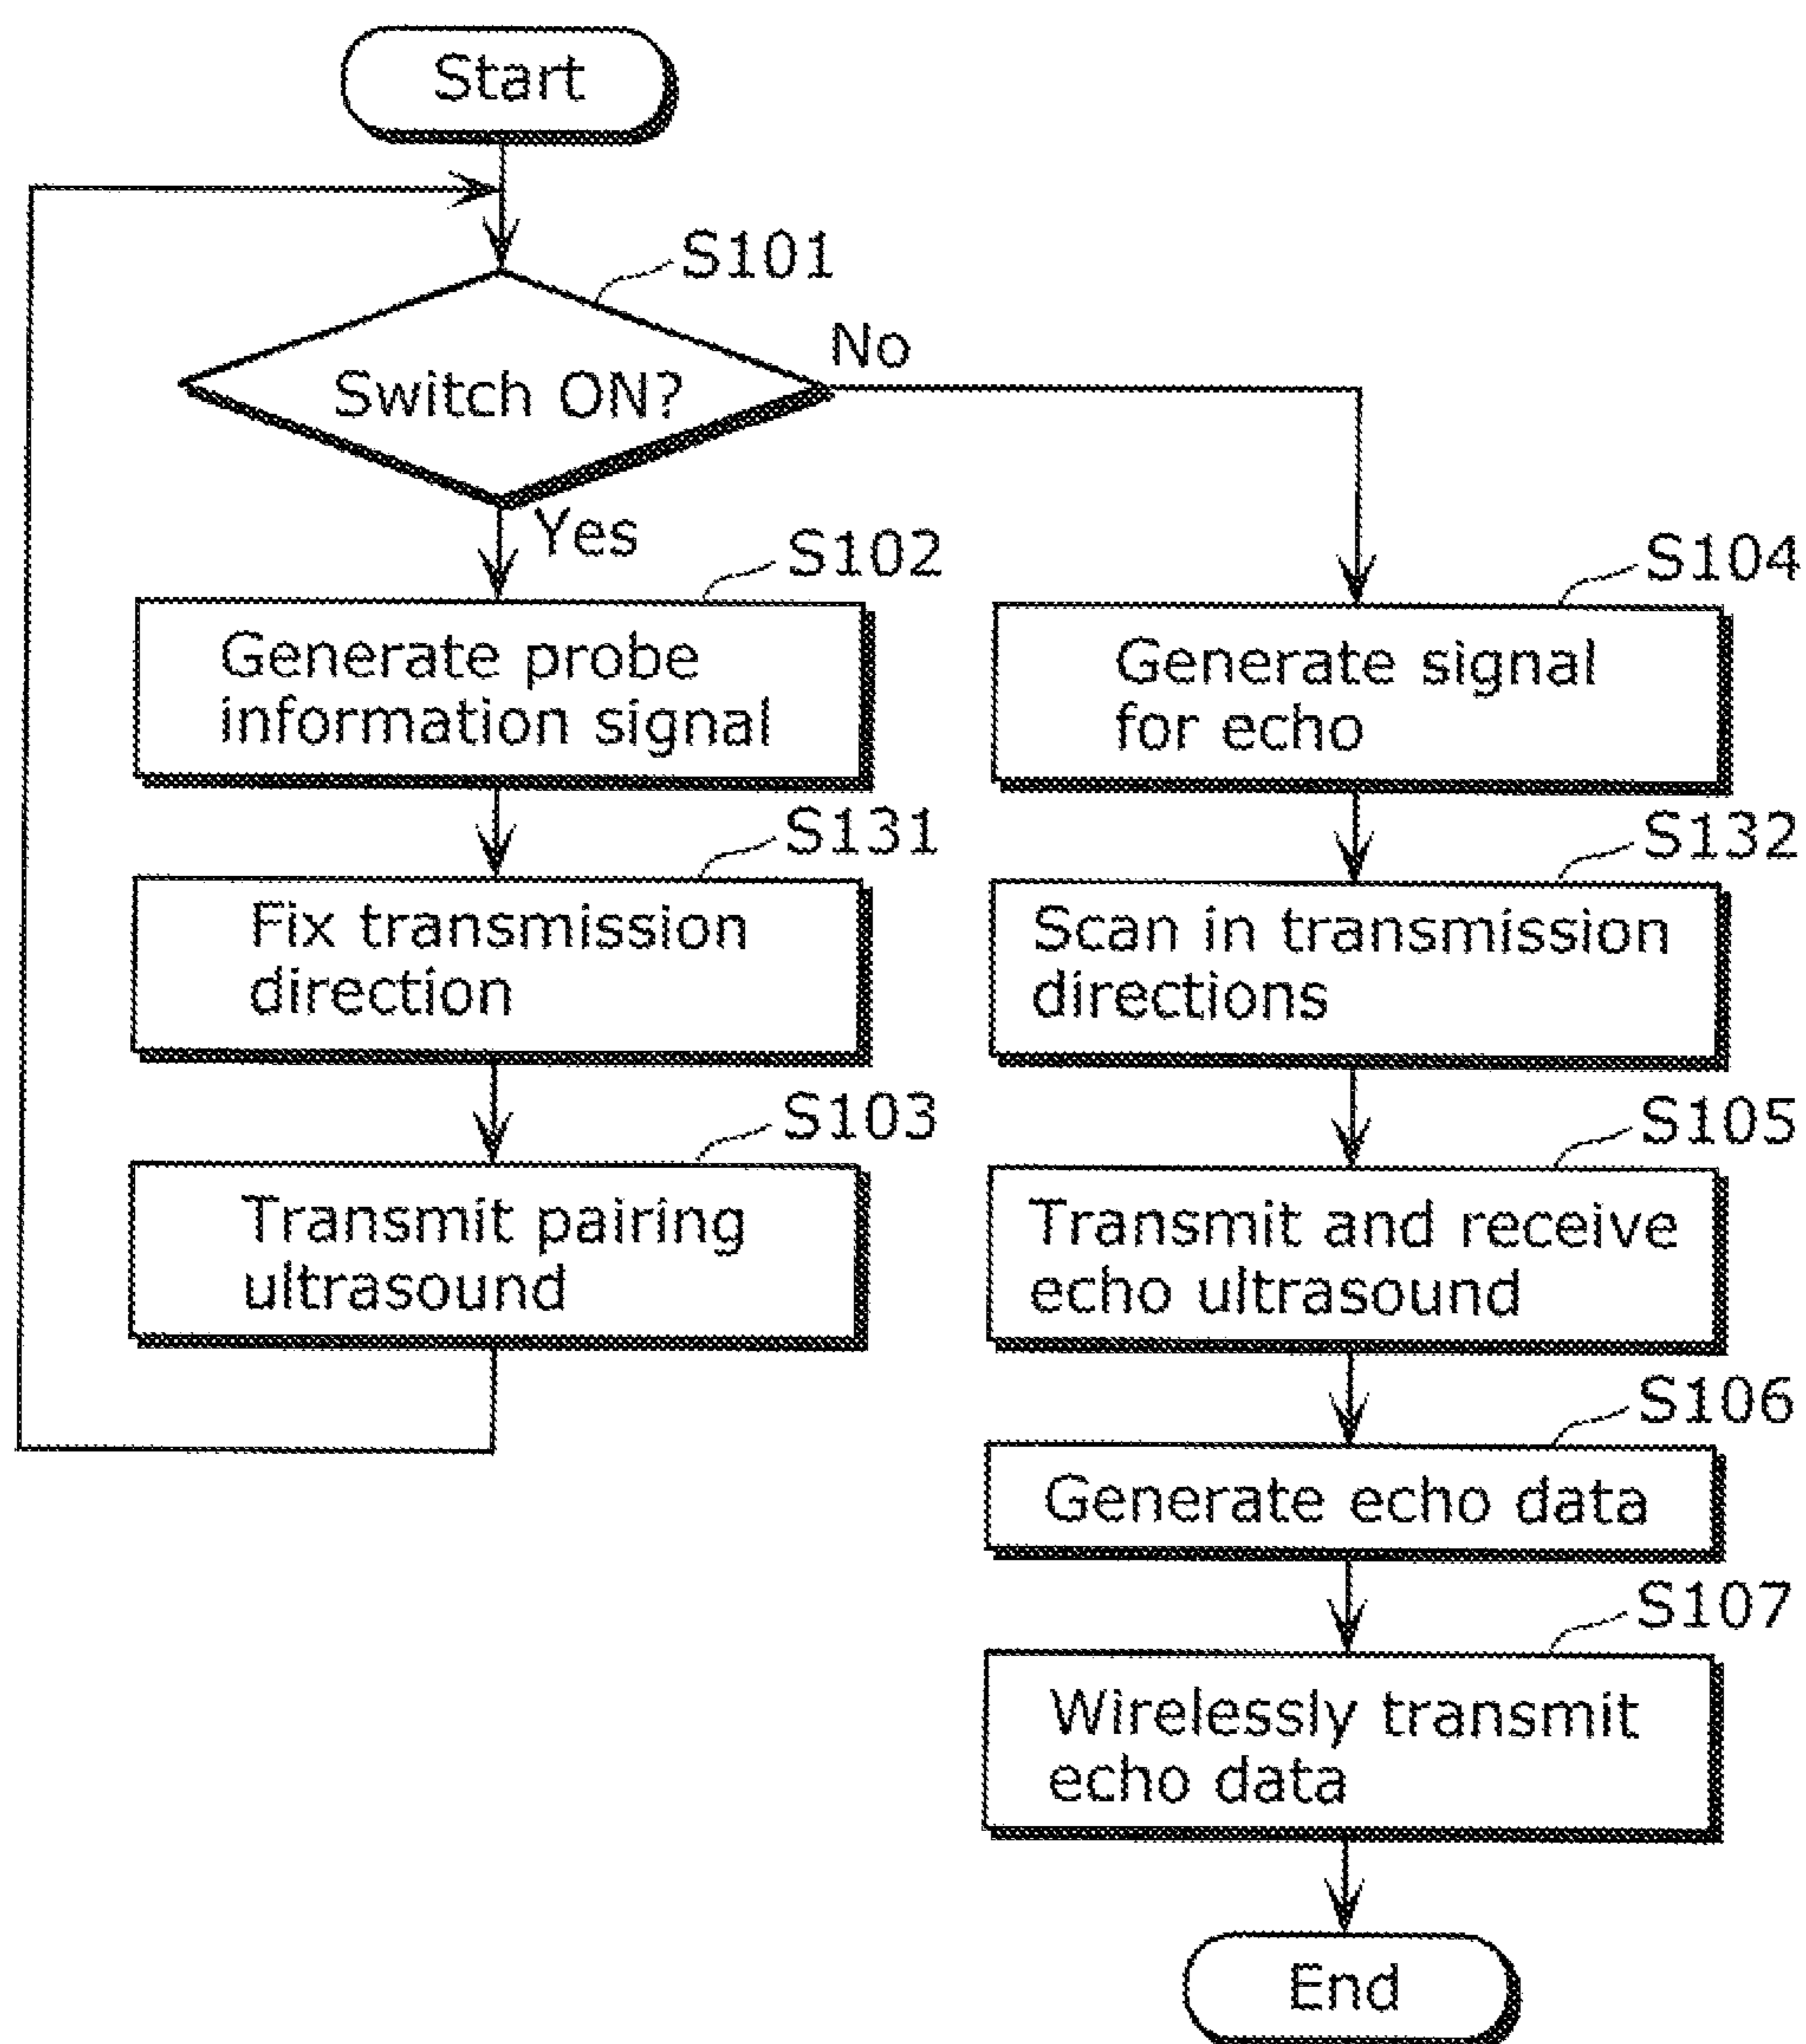 Start
S101
Switch ON?
No
Yes
S102
Generate probe
information signal
S131
Fix transmission
direction
S103
Transmit pairing
ultrasound
S104
Generate signal
for echo
S132
Scan in transmission
directions
S105
Transmit and receive
echo ultrasound
S106
Generate echo data
S107
Wirelessly transmit
echo data
End